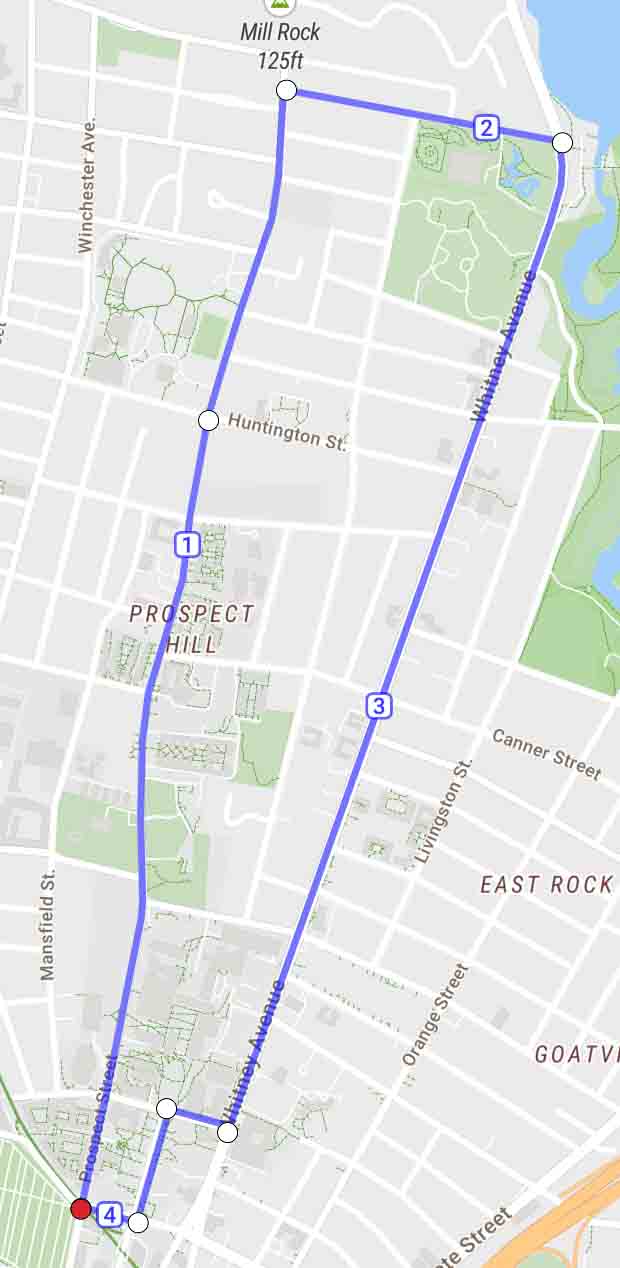 Mill Rock
125ft
2
Winchester Ave.
Whitney Avenue
Huntington St.
1
PROSPECT
HILL
3
Canner Street
Livingston St.
EAST ROCK
Mansfield St.
Orange Street
Whitney Avenue
GOATV
Prospect Street
4
te Street